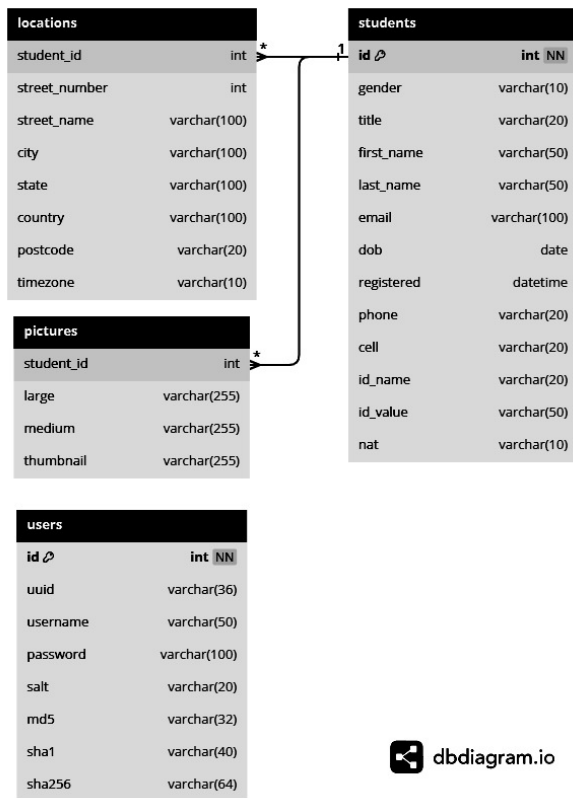 locations
student_id int
street_number int
street_name varchar(100)
city varchar(100)
state varchar(100)
country varchar(100)
postcode varchar(20)
timezone varchar(10)
* 1
students
id int NN
gender varchar(10)
title varchar(20)
first_name varchar(50)
last_name varchar(50)
email varchar(100)
dob date
registered datetime
phone varchar(20)
cell varchar(20)
id_name varchar(20)
id_value varchar(50)
nat varchar(10)
pictures
student_id int *
large varchar(255)
medium varchar(255)
thumbnail varchar(255)
users
id int NN
uuid varchar(36)
username varchar(50)
password varchar(100)
salt varchar(20)
md5 varchar(32)
sha1 varchar(40)
sha256 varchar(64)
dbdiagram.io